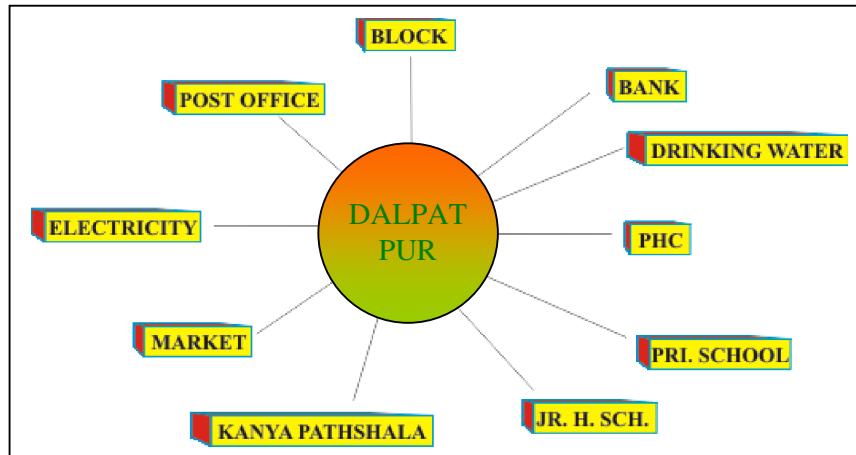 BLOCK
BANK
POST OFFICE
DRINKING WATER
DALPAT
PUR
ELECTRICITY
PHC
MARKET
PRI. SCHOOL
KANYA PATHSHALA
JR. H. SCH.